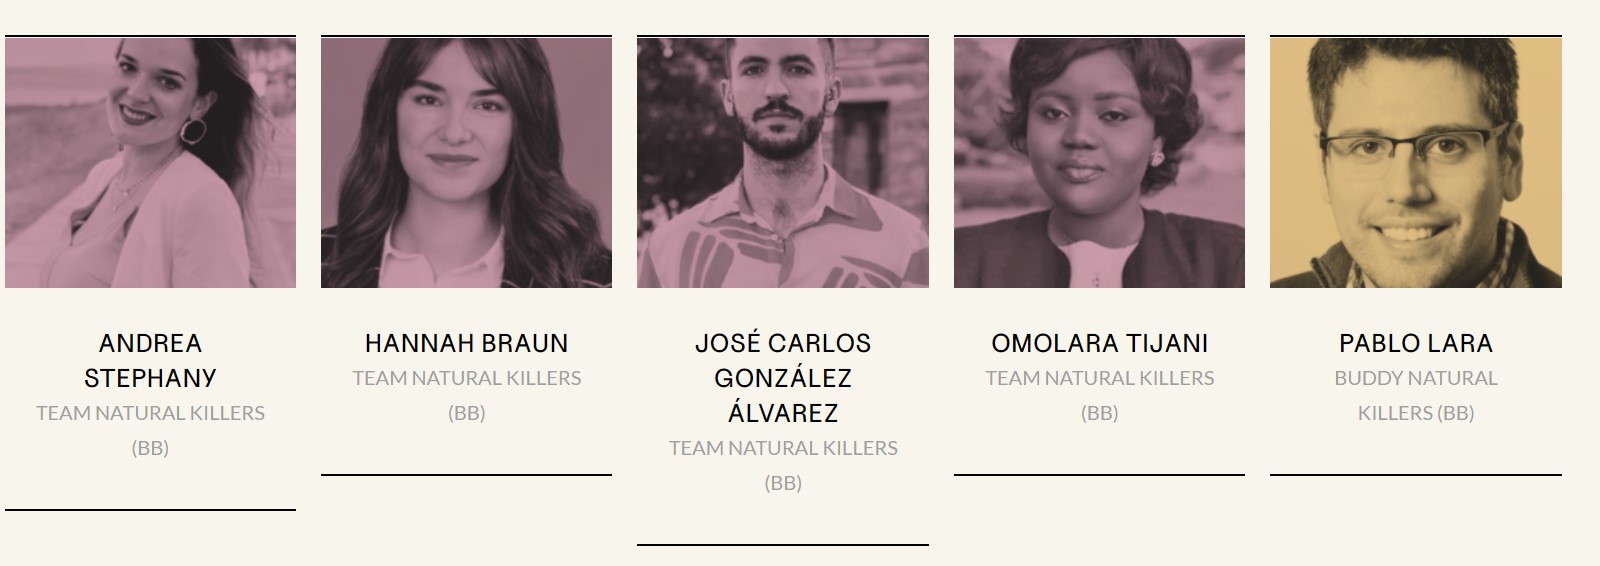 ANDREA
STEPHANY
TEAM NATURAL KILLERS
(BB)
HANNAH BRAUN
TEAM NATURAL KILLERS
(BB)
JOSÉ CARLOS
GONZÁLEZ
ÁLVAREZ
TEAM NATURAL KILLERS
(BB)
OMOLARA TIJANI
TEAM NATURAL KILLERS
(BB)
PABLO LARA
BUDDY NATURAL
KILLERS (BB)